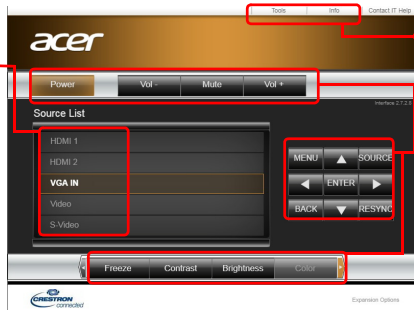 Tools Info Contact IT Help
acer
Power Vol - Mute Vol +
Interface 2.7.2.8
Source List
HDMI 1
HDMI 2
VGA IN
Video
S-Video
MENU SOURCE
ENTER
BACK RESYNC
Freeze Contrast Brightness Color
CRESTRON
connected
Expansion Options